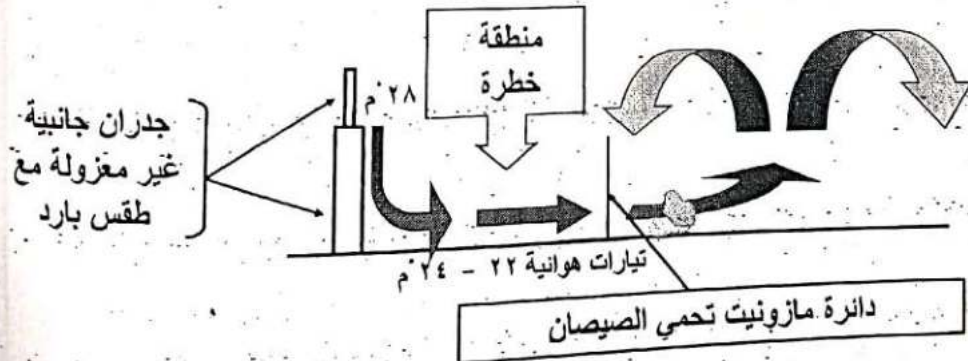 منطقة
خطرة
٢٨°م
جدران جانبية
غير معزولة مع
طقس بارد
تيارات هوائية ٢٢ - ٢٤°م
دائرة مازونيت تحمي الصيصان